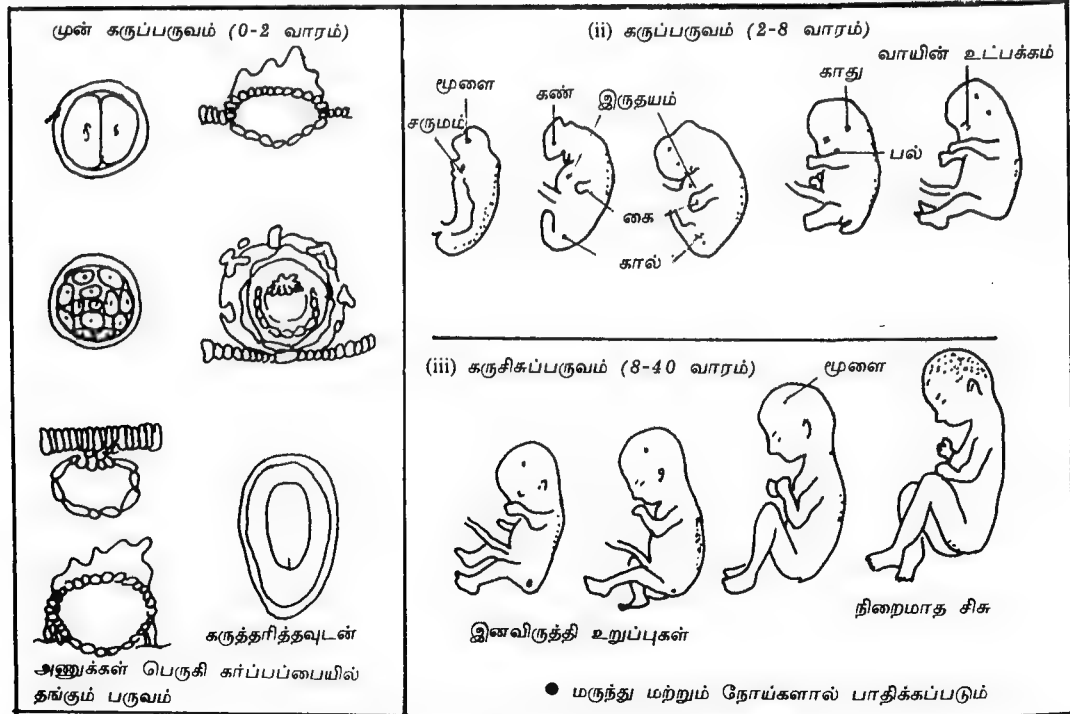 முன் கருப்பருவம் (0-2 வாரம்)
கருத்தரித்தவுடன்
அணுக்கள் பெருகி கர்ப்பப்பையில்
தங்கும் பருவம்
(ii) கருப்பருவம் (2-8 வாரம்)
வாயின் உட்பக்கம்
காது
மூளை
கண்
இருதயம்
சருமம்
பல்
கை
கால்
(iii) கருசிசுப்பருவம் (8-40 வாரம்)
மூளை
நிறைமாத சிசு
இனவிருத்தி உறுப்புகள்
● மருந்து மற்றும் நோய்களால் பாதிக்கப்படும்